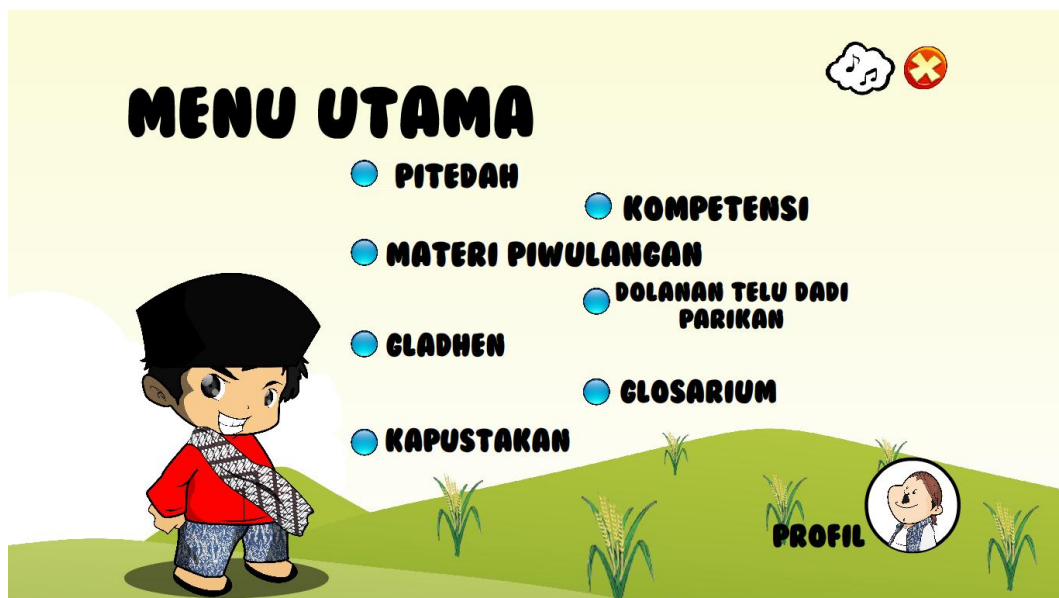 MENU UTAMA
PITEDAH
KOMPETENSI
MATERI PIWULANGAN
DOLANAN TELU DADI
PARIKAN
GLADHEN
GLOSARIUM
KAPUSTAKAN
PROFIL